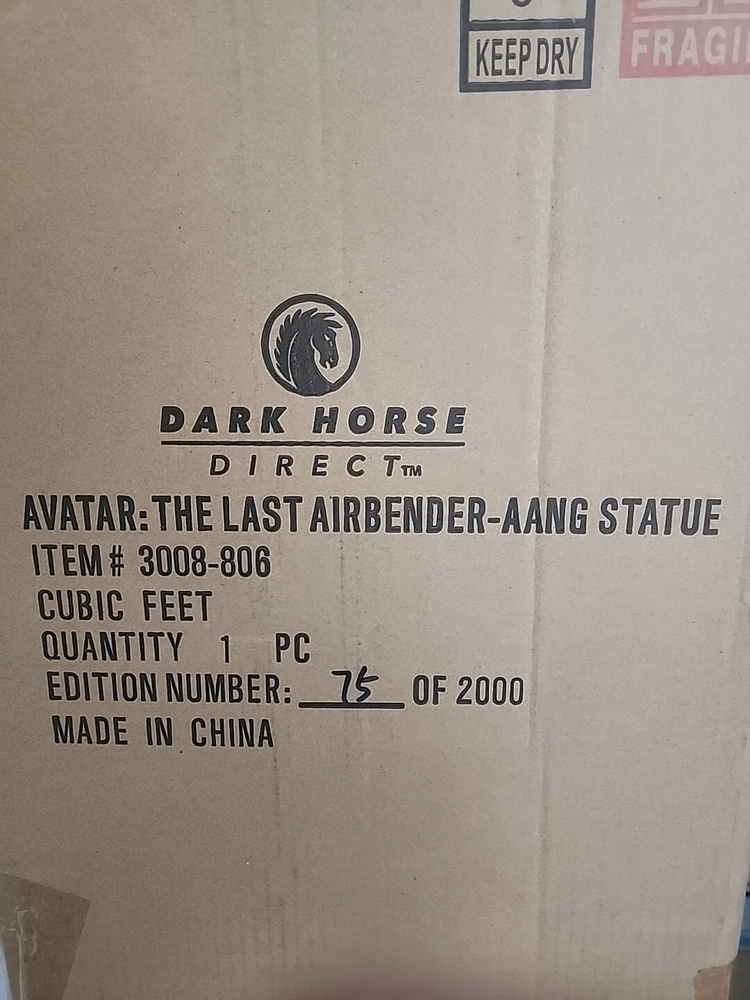 KEEP DRY
FRAGI
DARK HORSE
DIRECT™
AVATAR: THE LAST AIRBENDER-AANG STATUE
ITEM # 3008-806
CUBIC FEET
QUANTITY 1 PC
EDITION NUMBER: 75 OF 2000
MADE IN CHINA